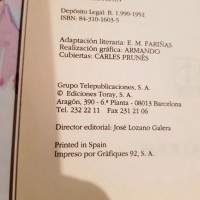 Depósito Legal: B. 1.990-1992
ISBN: 84-310-1603-5
Adaptación literaria: E. M. FARIÑAS
Realización gráfica: ARMANDO
Cubiertas: CARLES PRUNÉS
Grupo Telepublicaciones, S. A.
© Ediciones Toray, S. A.
Aragón, 390 - 6.ª Planta - 08013 Barcelona.
Tel. 232 22 11 Fax 231 21 06
Director editorial: José Lozano Galera
Printed in Spain
Impreso por Gráfiques 92, S. A.